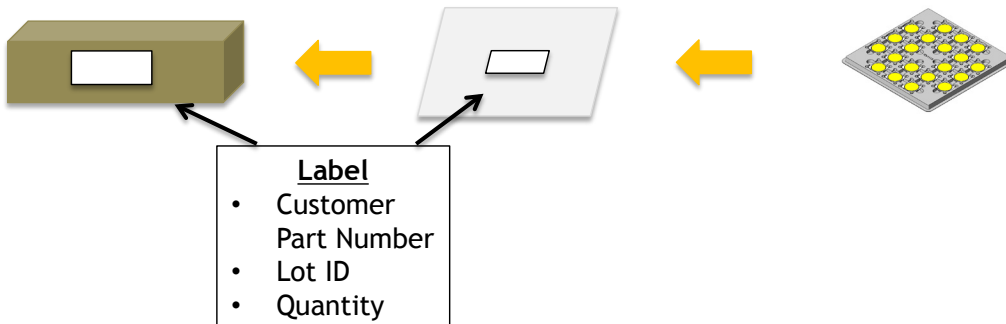 Label
• Customer
Part Number
• Lot ID
• Quantity